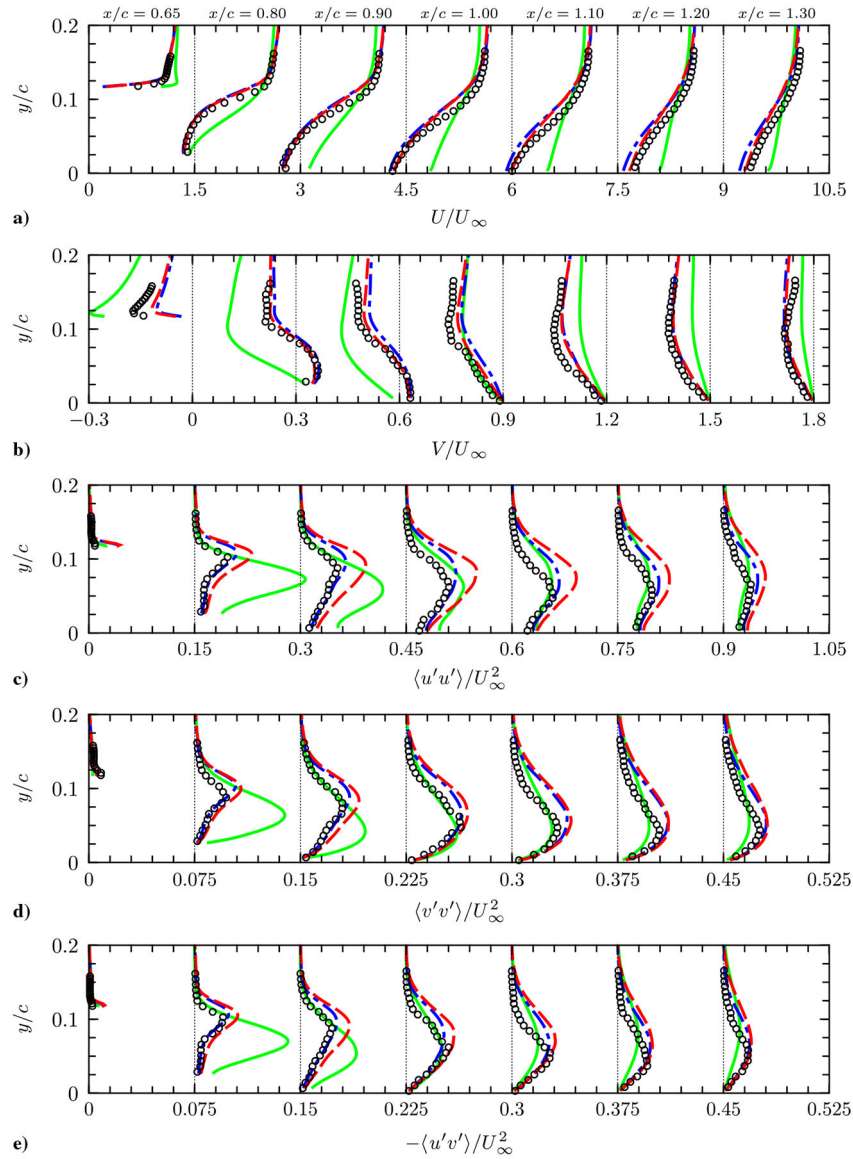 x/c = 0.65 x/c = 0.80 x/c = 0.90 x/c = 1.00 x/c = 1.10 x/c = 1.20 x/c = 1.30
0.2
0.1
0
y/c
0 1.5 3 4.5 6 7.5 9 10.5
a) U/U∞
0.2
0.1
0
y/c
−0.3 0 0.3 0.6 0.9 1.2 1.5 1.8
b) V/U∞
0.2
0.1
0
y/c
0 0.15 0.3 0.45 0.6 0.75 0.9 1.05
c) ⟨u′u′⟩/U²∞
0.2
0.1
0
y/c
0 0.075 0.15 0.225 0.3 0.375 0.45 0.525
d) ⟨v′v′⟩/U²∞
0.2
0.1
0
y/c
0 0.075 0.15 0.225 0.3 0.375 0.45 0.525
e) −⟨u′v′⟩/U²∞